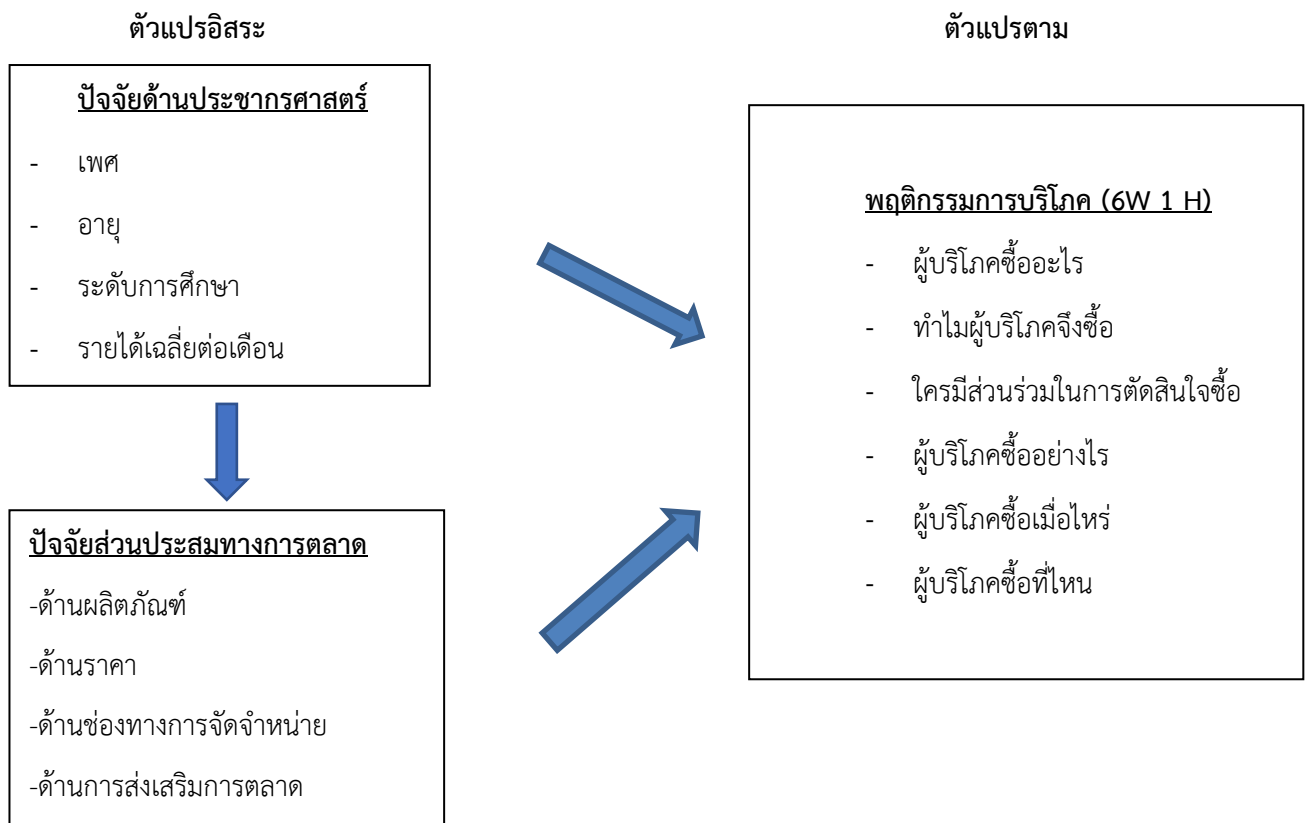 ตัวแปรอิสระ
ตัวแปรตาม
ปัจจัยด้านประชากรศาสตร์
- เพศ
- อายุ
- ระดับการศึกษา
- รายได้เฉลี่ยต่อเดือน
ปัจจัยส่วนประสมทางการตลาด
-ด้านผลิตภัณฑ์
-ด้านราคา
-ด้านช่องทางการจัดจำหน่าย
-ด้านการส่งเสริมการตลาด
พฤติกรรมการบริโภค (6W 1 H)
- ผู้บริโภคซื้ออะไร
- ทำไมผู้บริโภคจึงซื้อ
- ใครมีส่วนร่วมในการตัดสินใจซื้อ
- ผู้บริโภคซื้ออย่างไร
- ผู้บริโภคซื้อเมื่อไหร่
- ผู้บริโภคซื้อที่ไหน